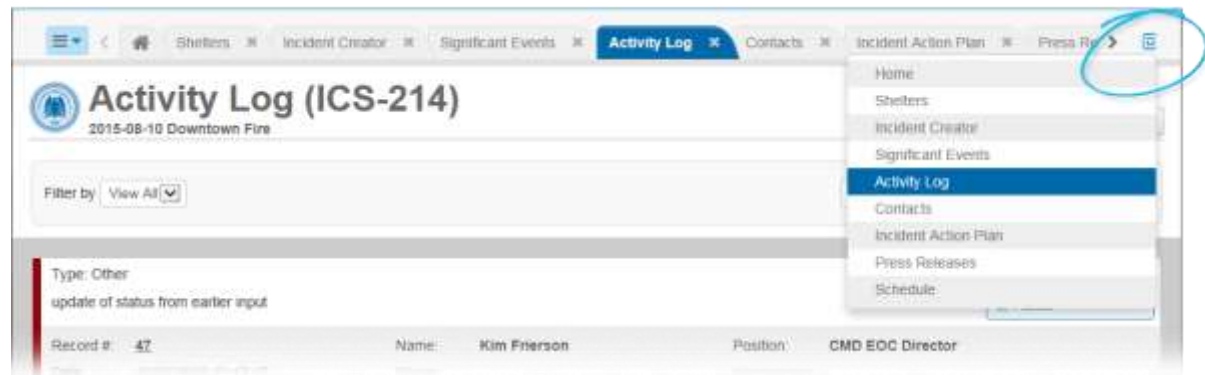 Shelters Incident Creator Significant Events Activity Log Contacts Incident Action Plan Press Re
Activity Log (ICS-214)
2015-08-10 Downtown Fire
Filter by View All
Home
Shelters
Incident Creator
Significant Events
Activity Log
Contacts
Incident Action Plan
Press Releases
Schedule
Type: Other
update of status from earlier input
Record #: 47 Name: Kim Frierson Position: CMD EOC Director